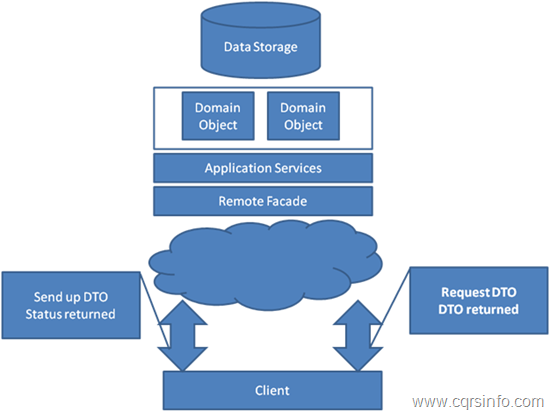 Data Storage
Domain
Object
Domain
Object
Application Services
Remote Facade
Send up DTO
Status returned
Request DTO
DTO returned
Client
www.cqrsinfo.com